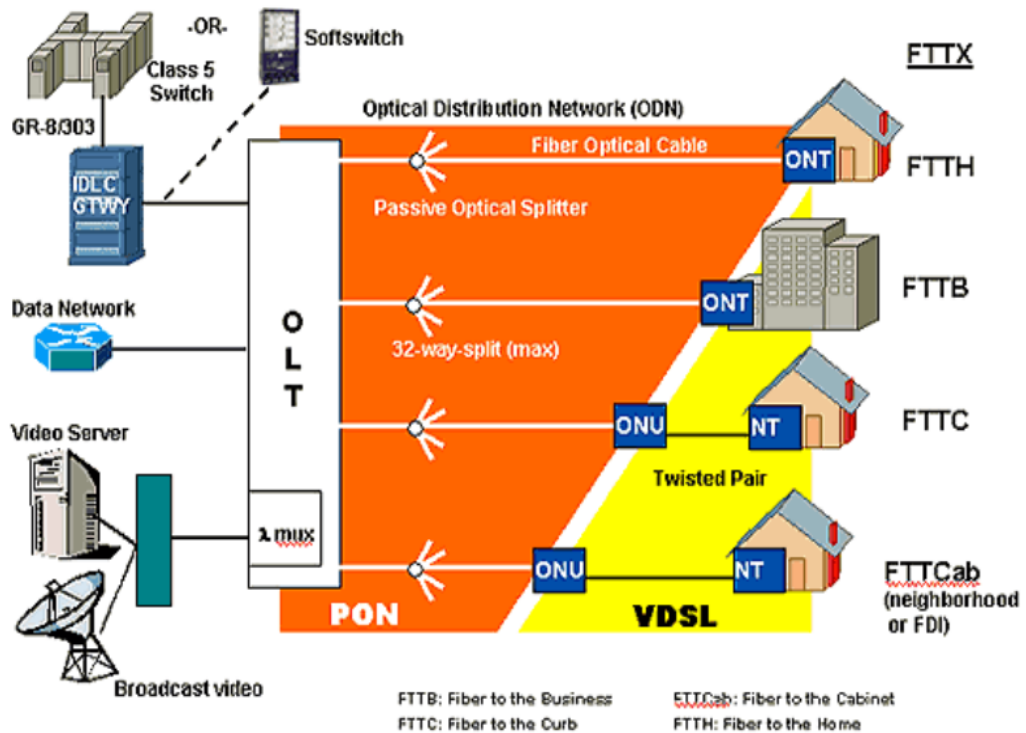 -OR-
Softswitch
Class 5
Switch
GR-8/303
IDLC
GTWY
Data Network
Video Server
Broadcast video
O
L
T
λ mux
Optical Distribution Network (ODN)
Fiber Optical Cable
Passive Optical Splitter
32-way-split (max)
PON
VDSL
Twisted Pair
ONT
ONT
ONU
NT
ONU
NT
FTTX
FTTH
FTTB
FTTC
FTTCab
(neighborhood
or FDI)
FTTB: Fiber to the Business
FTTCab: Fiber to the Cabinet
FTTC: Fiber to the Curb
FTTH: Fiber to the Home